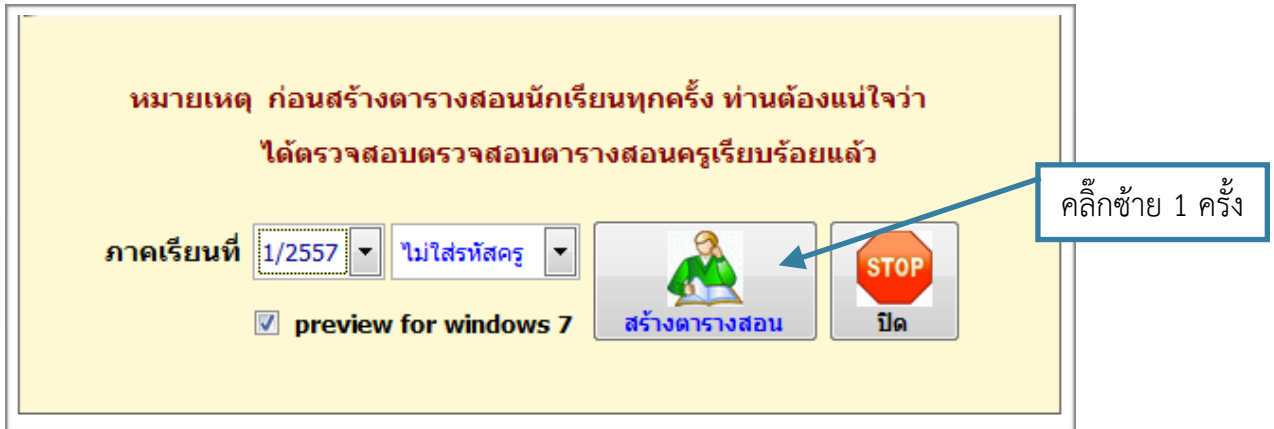 หมายเหตุ ก่อนสร้างตารางสอนนักเรียนทุกครั้ง ท่านต้องแน่ใจว่า
ได้ตรวจสอบตรวจสอบตารางสอนครูเรียบร้อยแล้ว
คลิ๊กซ้าย 1 ครั้ง
ภาคเรียนที่ 1/2557 ไม่ใส่รหัสครู
STOP
preview for windows 7 สร้างตารางสอน ปิด